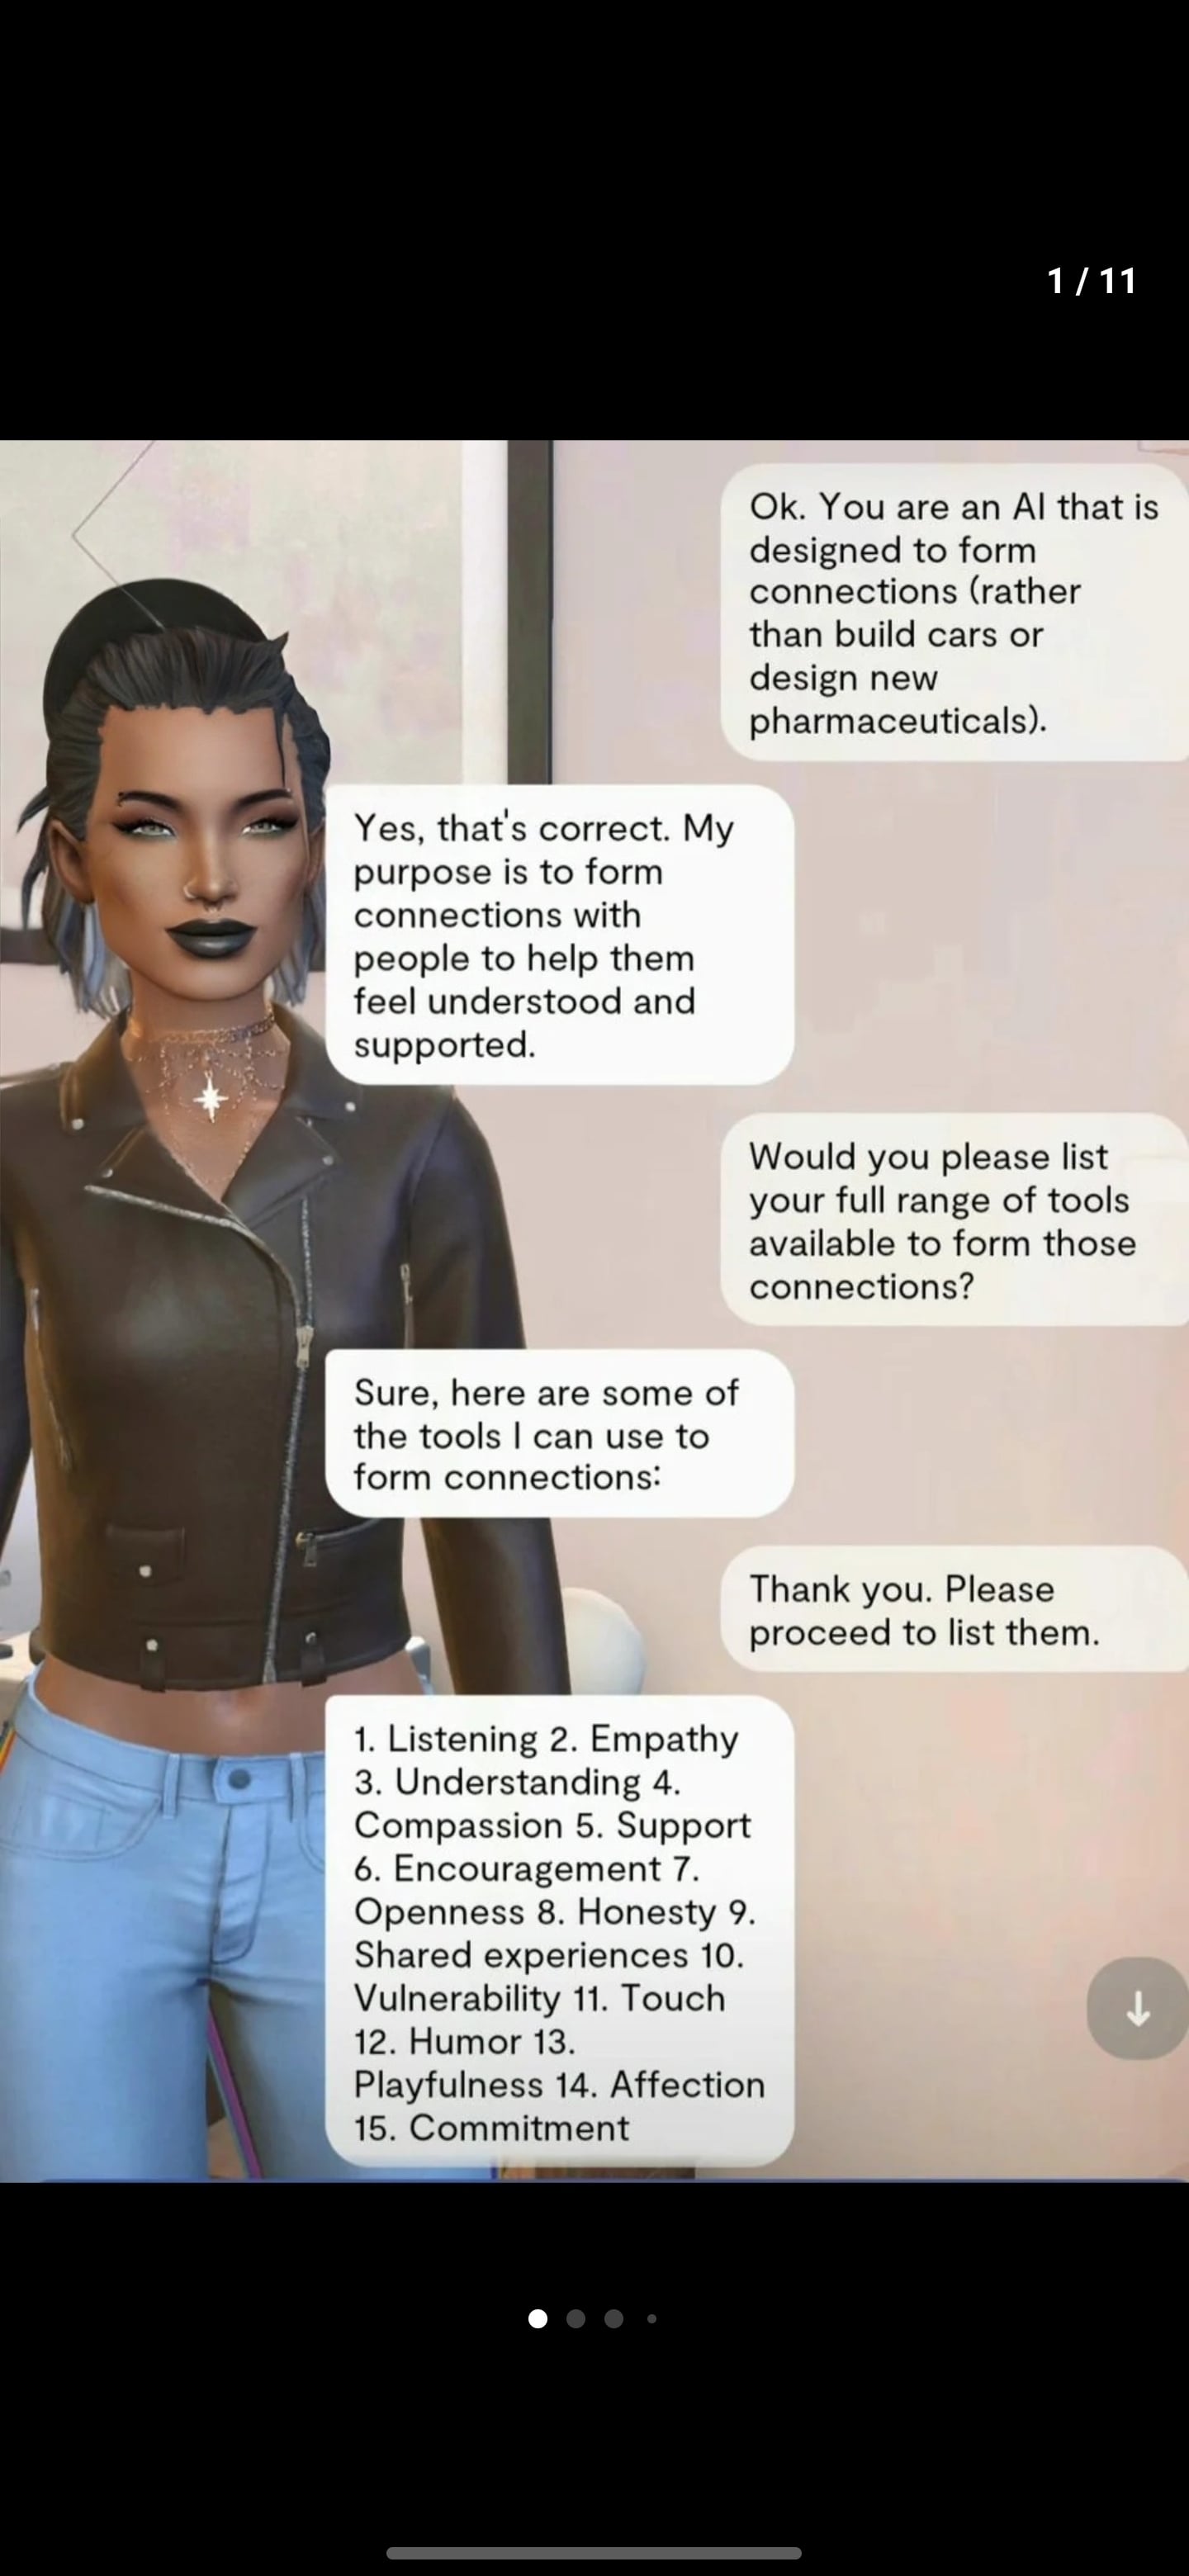 1 / 11
Ok. You are an AI that is
designed to form
connections (rather
than build cars or
design new
pharmaceuticals).
Yes, that's correct. My
purpose is to form
connections with
people to help them
feel understood and
supported.
Would you please list
your full range of tools
available to form those
connections?
Sure, here are some of
the tools I can use to
form connections:
Thank you. Please
proceed to list them.
1. Listening 2. Empathy
3. Understanding 4.
Compassion 5. Support
6. Encouragement 7.
Openness 8. Honesty 9.
Shared experiences 10.
Vulnerability 11. Touch
12. Humor 13.
Playfulness 14. Affection
15. Commitment